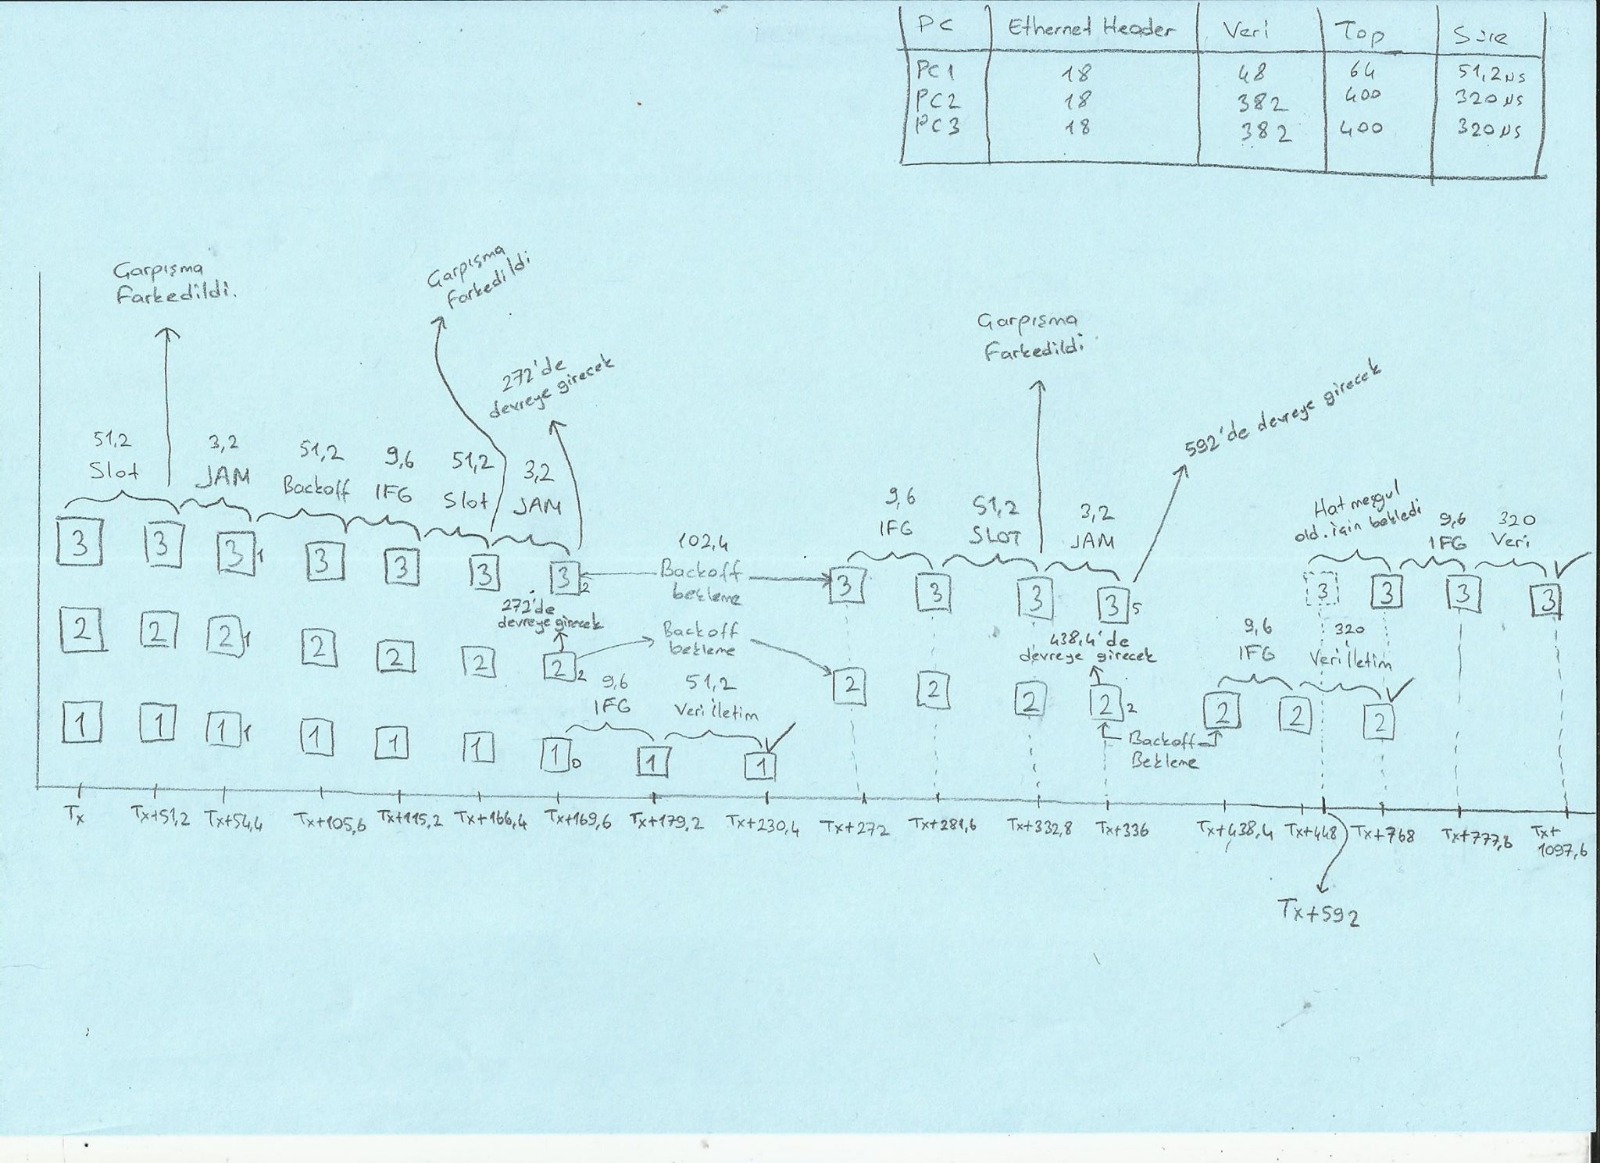 PC Ethernet Header Veri Top Süre
PC1 18 48 64 51,2 µs
PC2 18 382 400 320 µs
PC3 18 382 400 320 µs
Çarpışma
Farkedildi.
Çarpışma
farkedildi
272'de
devreye girecek
Çarpışma
Farkedildi
592'de devreye girecek
51,2
Slot
3,2
JAM
51,2
Backoff
9,6
IFG
51,2
Slot
3,2
JAM
9,6
IFG
51,2
SLOT
3,2
JAM
Hat meşgul
old. için bekledi
9,6
IFG
320
Veri
3 3 3 1 3 3 3 3 2
102,4
Backoff
bekleme
3 3 3 3 5
3 3 3 3
272'de
devreye girecek
2 2 2 1 2 2 2 2 2
Backoff
bekleme
2 2 2 2 2
438,4'de
devreye girecek
Backoff
Bekleme
9,6
IFG
320
Veri İletim
2 2 2
9,6
IFG
51,2
Veri İletim
1 1 1 1 1 1 1 1 0 1 1
Tx Tx+51,2 Tx+54,4 Tx+105,6 Tx+115,2 Tx+166,4 Tx+169,6 Tx+179,2 Tx+230,4 Tx+272 Tx+281,6 Tx+332,8 Tx+336 Tx+438,4 Tx+448 Tx+768 Tx+777,6 Tx+
1097,6
Tx+592